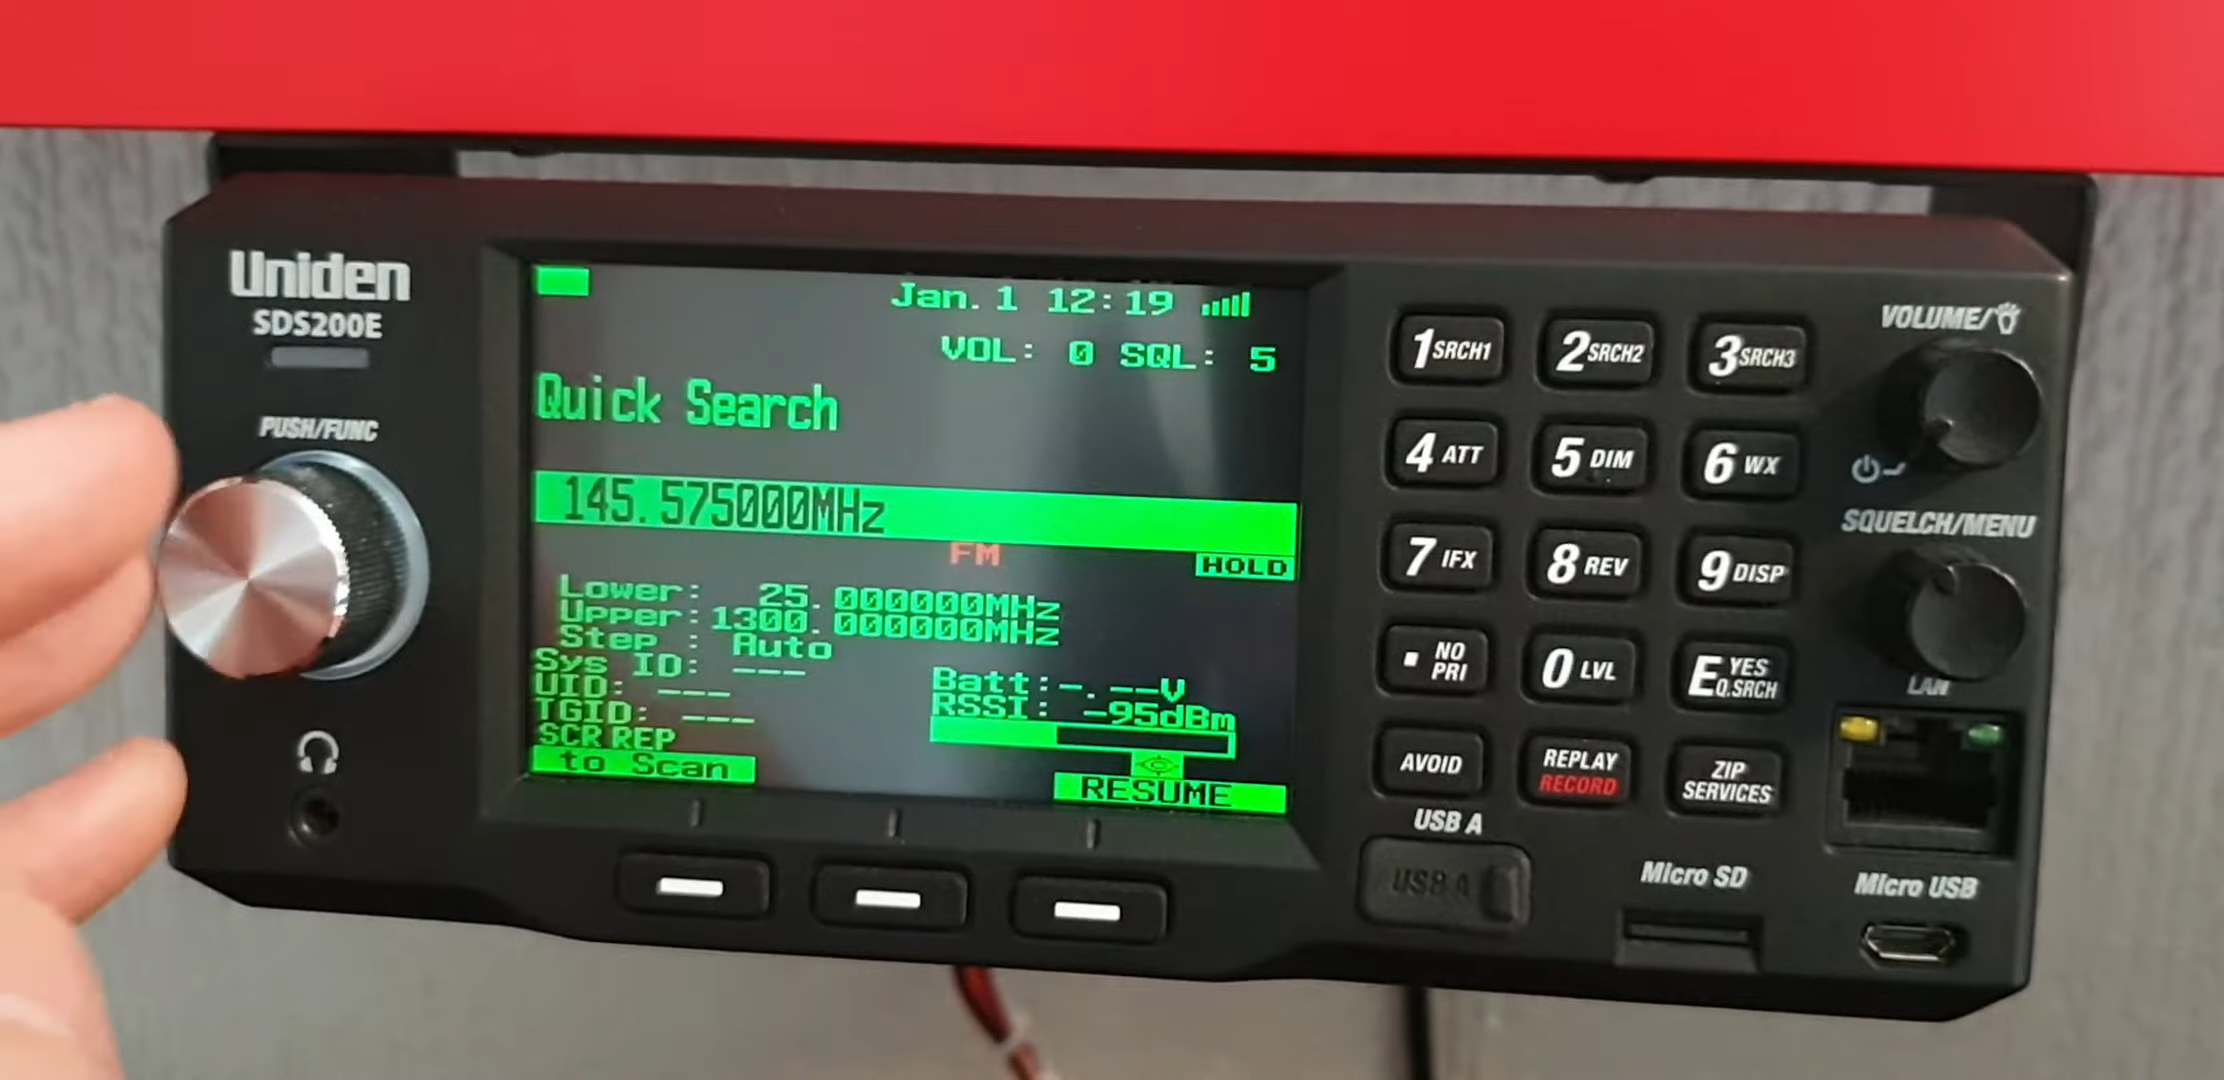 Uniden
SDS200E
PUSH/FUNC
Jan. 1 12:19
VOL: 0 SQL: 5
Quick Search
145.575000MHz
FM
HOLD
Lower: 25.000000MHz
Upper:1300.000000MHz
Step : Auto
Sys ID: ---
UID: ---
TGID: ---
Batt:-.--V
RSSI: -95dBm
SCR REP
to Scan
RESUME
1 SRCH1
2 SRCH2
3 SRCH3
4 ATT
5 DIM
6 WX
7 IFX
8 REV
9 DISP
. NO PRI
0 LVL
E YES Q.SRCH
AVOID
REPLAY
RECORD
ZIP
SERVICES
VOLUME/
SQUELCH/MENU
LAN
USB A
USB A
Micro SD
Micro USB